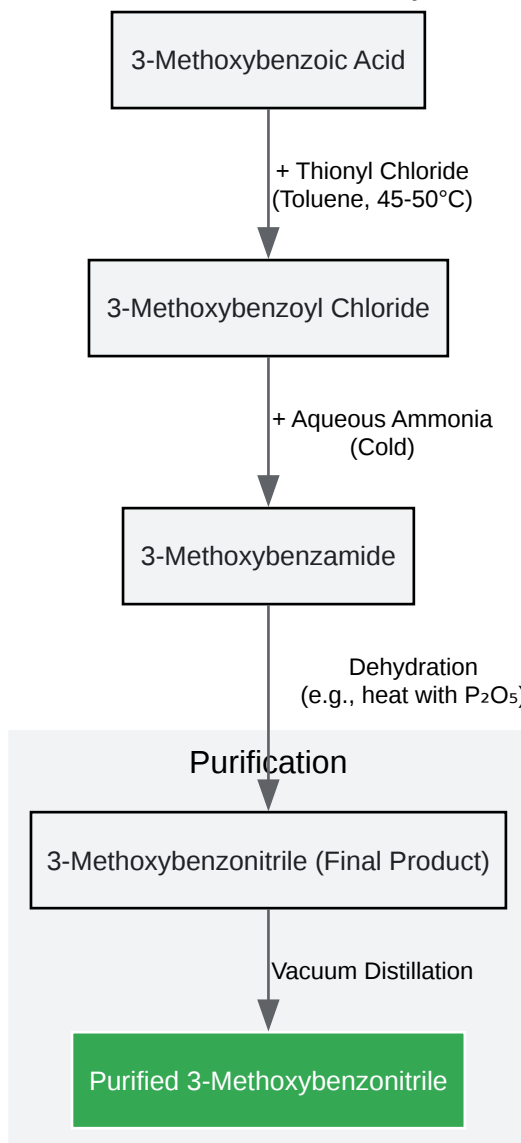 3-Methoxybenzoic Acid
+ Thionyl Chloride
(Toluene, 45-50°C)
3-Methoxybenzoyl Chloride
+ Aqueous Ammonia
(Cold)
3-Methoxybenzamide
Dehydration
(e.g., heat with P₂O₅)
Purification
3-Methoxybenzonitrile (Final Product)
Vacuum Distillation
Purified 3-Methoxybenzonitrile